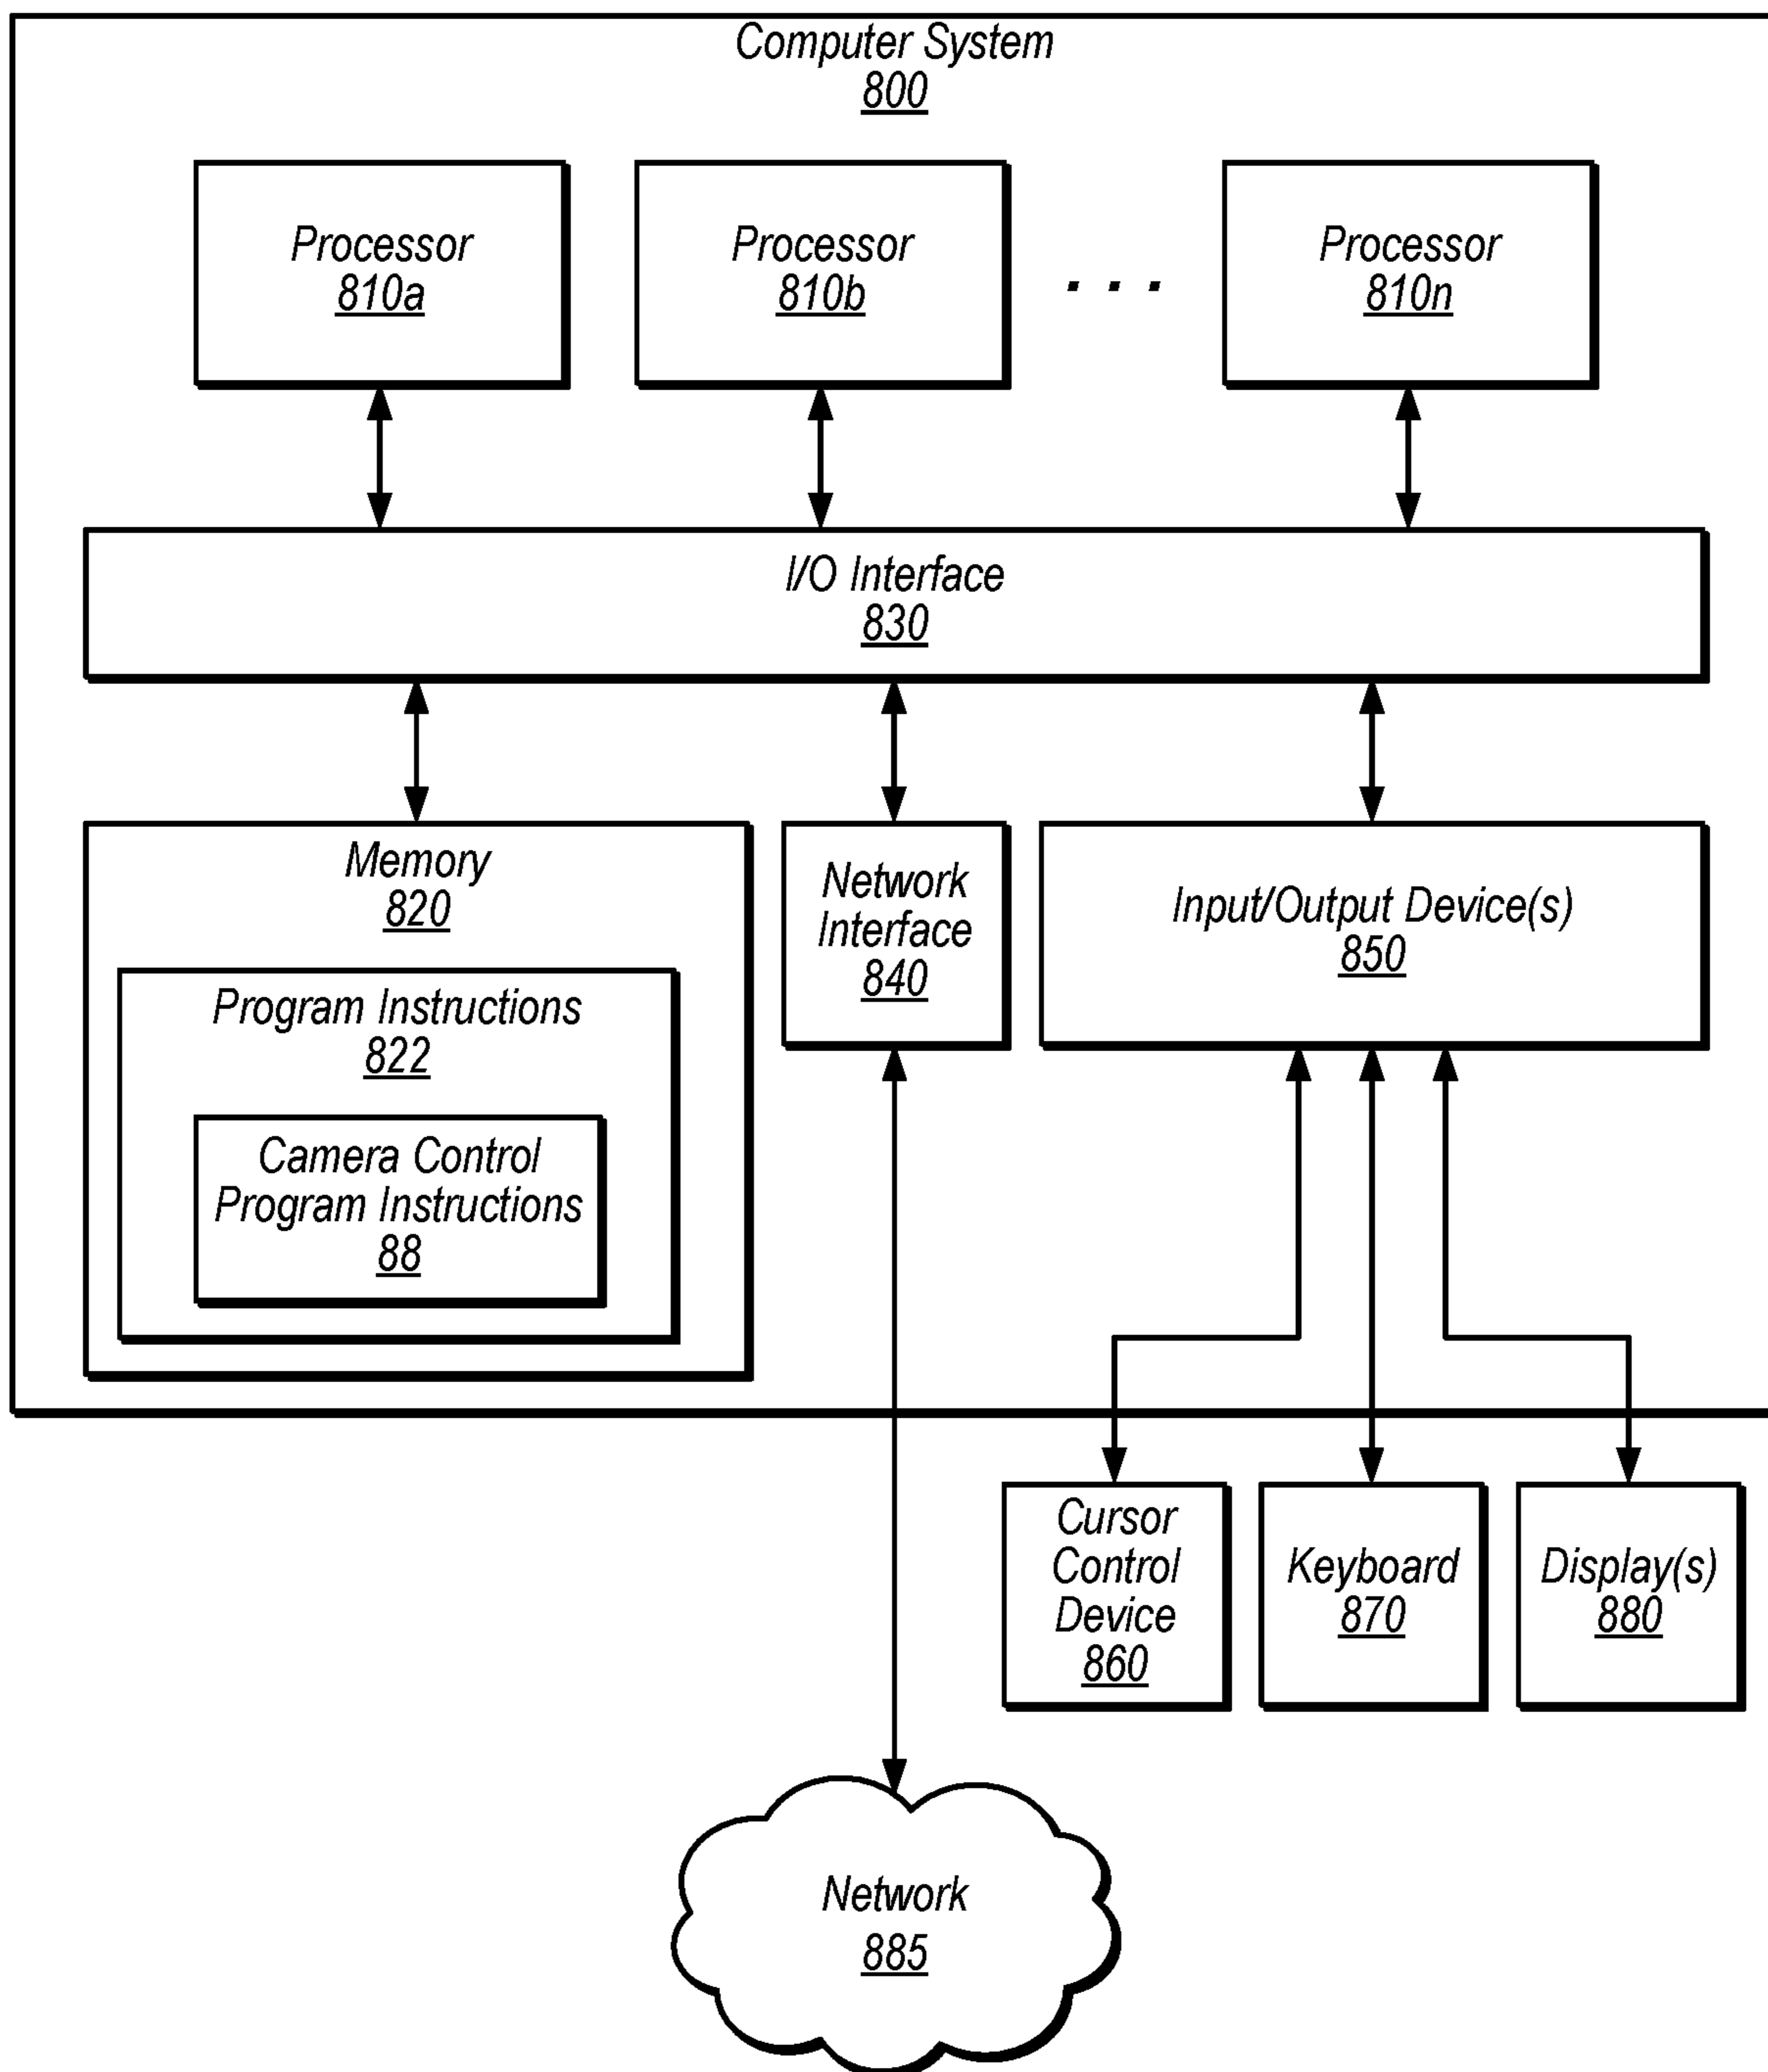 Computer System
800
Processor
810a
Processor
810b
. . .
Processor
810n
I/O Interface
830
Memory
820
Program Instructions
822
Camera Control
Program Instructions
88
Network
Interface
840
Input/Output Device(s)
850
Cursor
Control
Device
860
Keyboard
870
Display(s)
880
Network
885